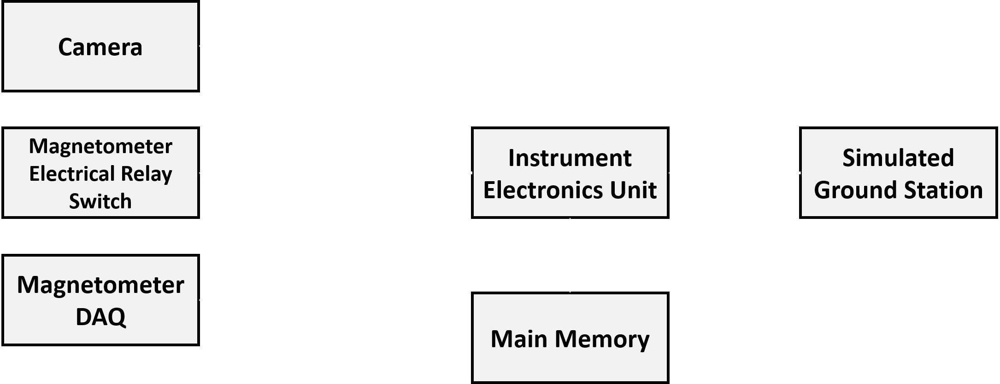 Camera
Magnetometer
Electrical Relay
Switch
Instrument
Electronics Unit
Simulated
Ground Station
Magnetometer
DAQ
Main Memory